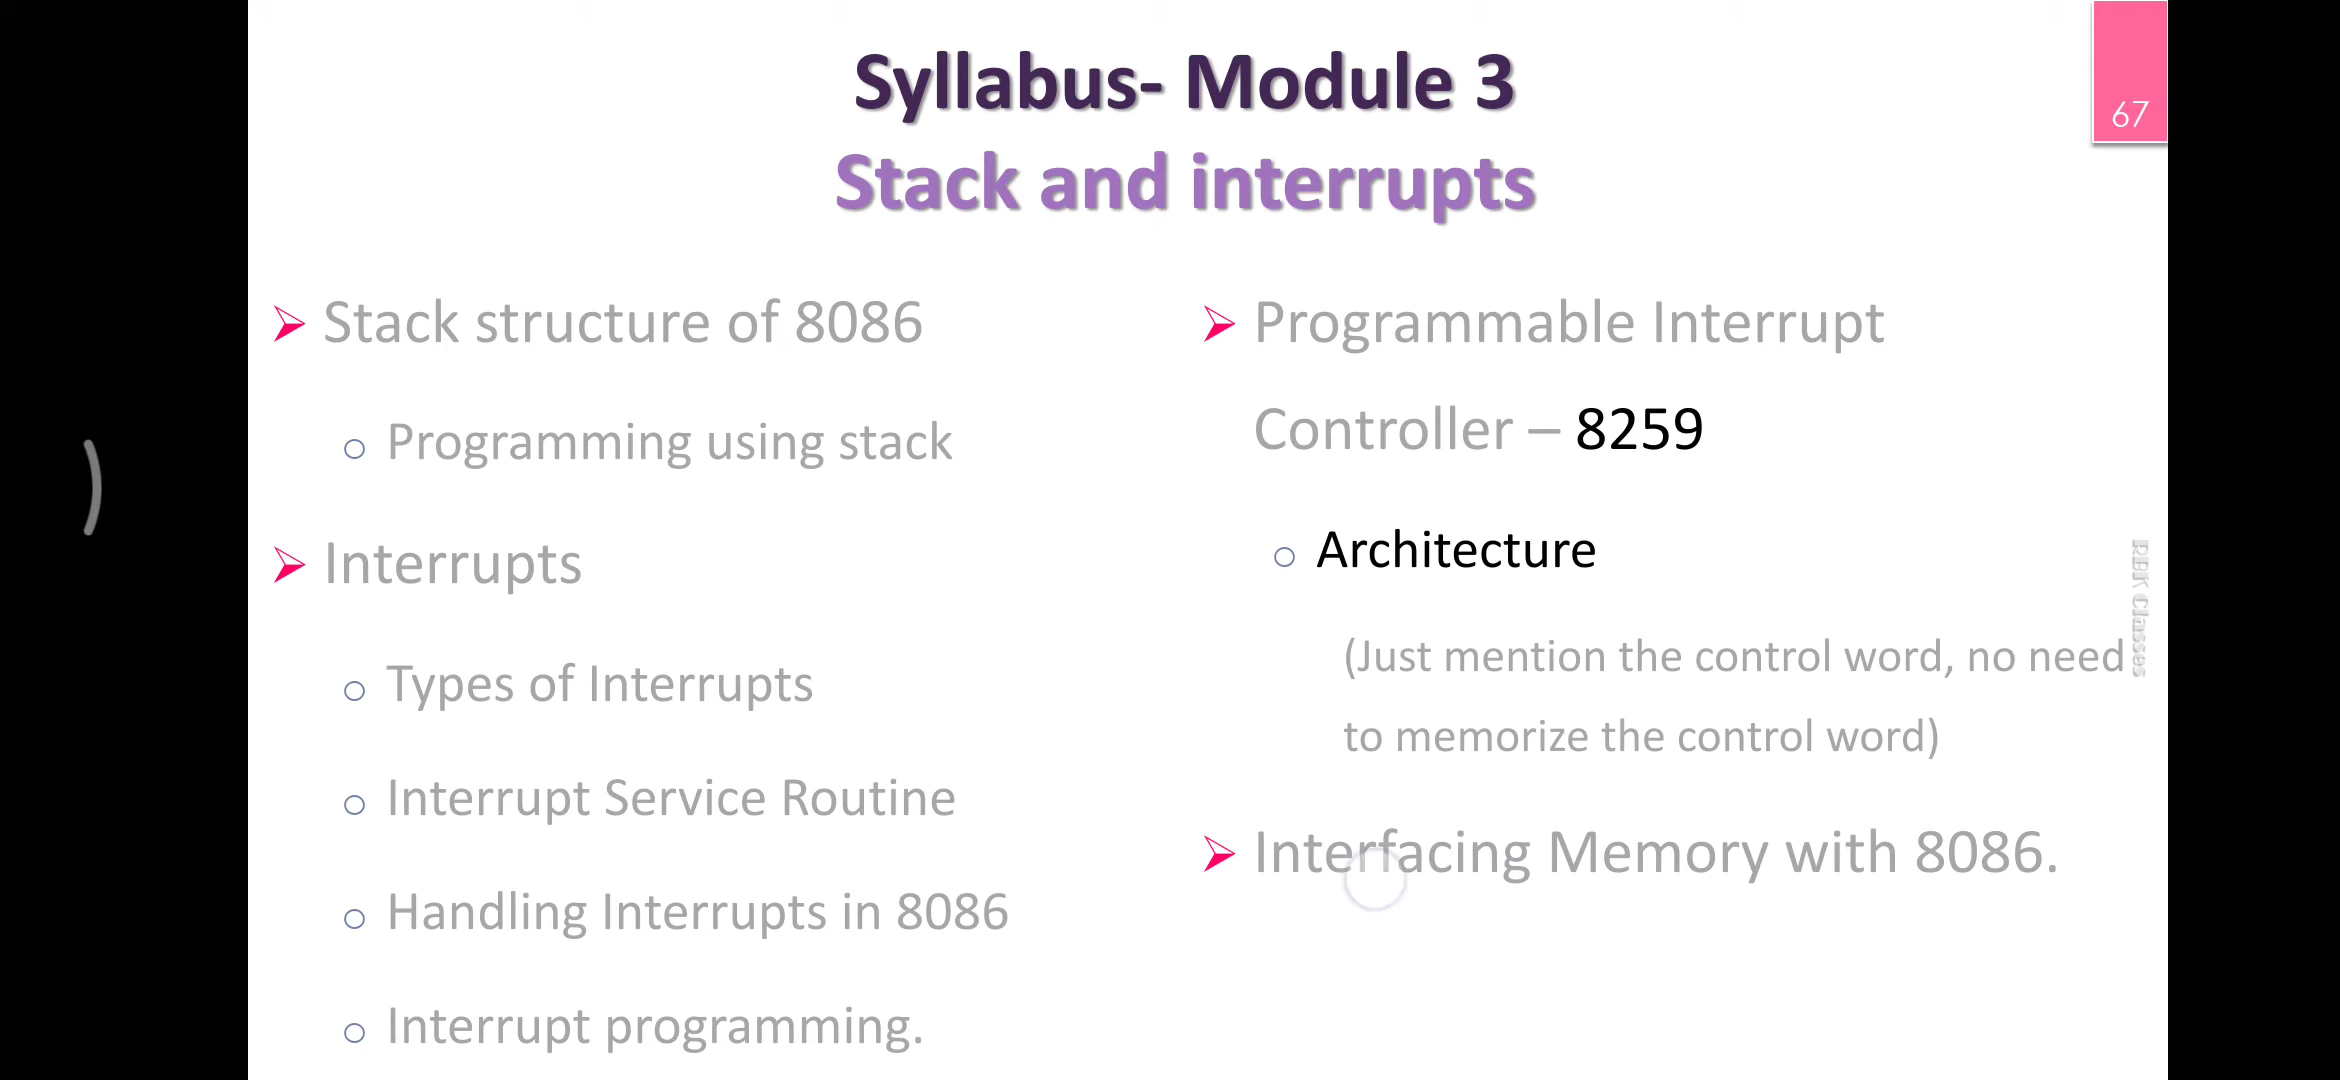 Syllabus- Module 3
67
Stack and interrupts
Stack structure of 8086
Programming using stack
Interrupts
Types of Interrupts
Interrupt Service Routine
Handling Interrupts in 8086
Interrupt programming.
Programmable Interrupt
Controller – 8259
Architecture
(Just mention the control word, no need
to memorize the control word)
Interfacing Memory with 8086.
Classes